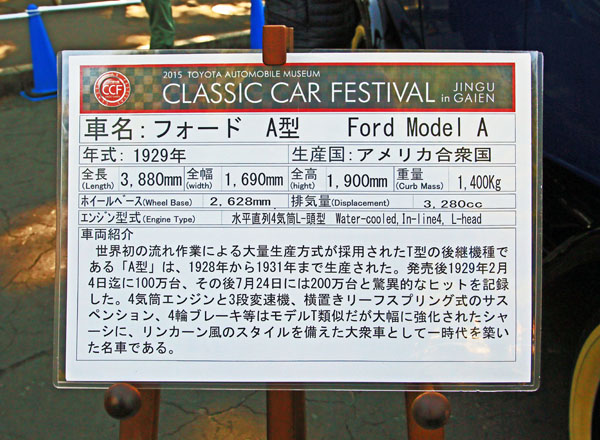 CCF
2015 TOYOTA AUTOMOBILE MUSEUM
CLASSIC CAR FESTIVAL in JINGU GAIEN
車名：フォード A型 Ford Model A
年式：1929年 生産国：アメリカ合衆国
全長(Length) 3,880mm 全幅(width) 1,690mm 全高(hight) 1,900mm 重量(Curb Mass) 1,400Kg
ホイールベース(Wheel Base) 2,628mm 排気量(Displacement) 3,280cc
エンジン型式(Engine Type) 水平直列4気筒L-頭型 Water-cooled,In-line4, L-head
車両紹介
世界初の流れ作業による大量生産方式が採用されたT型の後継機種で
ある「A型」は、1928年から1931年まで生産された。発売後1929年2月
4日迄に100万台、その後7月24日には200万台と驚異的なヒットを記録
した。4気筒エンジンと3段変速機、横置きリーフスプリング式のサス
ペンション、4輪ブレーキ等はモデルT類似だが大幅に強化されたシャ
ーシに、リンカーン風のスタイルを備えた大衆車として一時代を築い
た名車である。